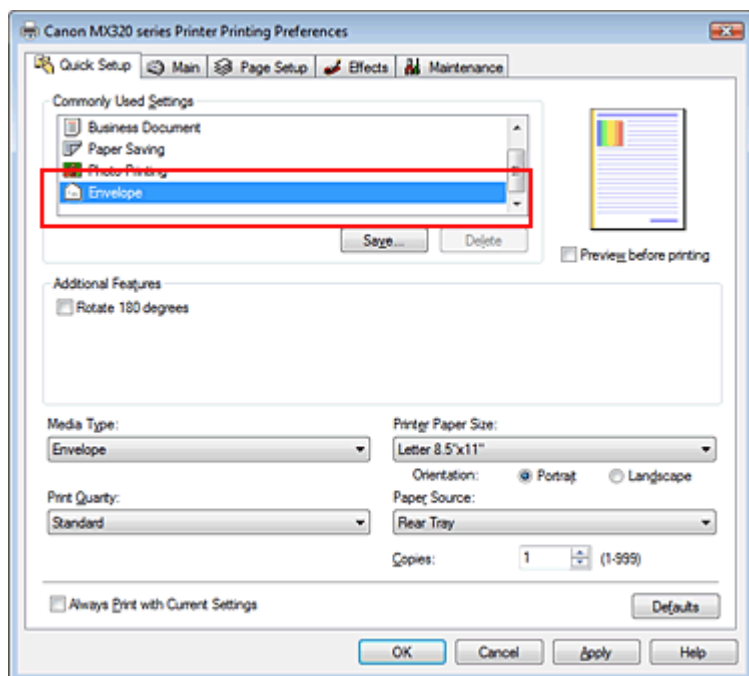 Canon MX320 series Printer Printing Preferences
Quick Setup Main Page Setup Effects Maintenance
Commonly Used Settings
Business Document
Paper Saving
Photo Printing
Envelope
Save... Delete
Preview before printing
Additional Features
Rotate 180 degrees
Media Type: Printer Paper Size:
Envelope Letter 8.5"x11"
Orientation: Portrait Landscape
Print Quality: Paper Source:
Standard Rear Tray
Copies: 1 (1-999)
Always Print with Current Settings Defaults
OK Cancel Apply Help